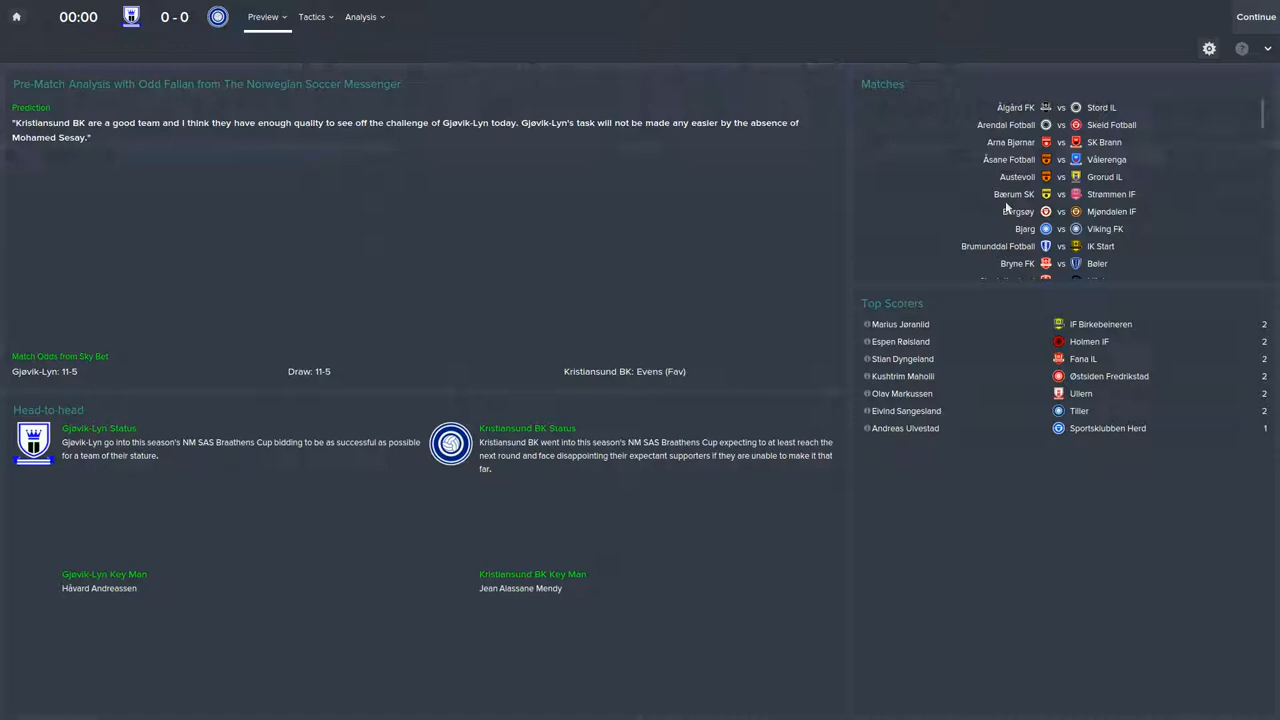 00:00 0 - 0 Preview Tactics Analysis Continue
Pre-Match Analysis with Odd Fallan from The Norwegian Soccer Messenger
Prediction
"Kristiansund BK are a good team and I think they have enough quality to see off the challenge of Gjøvik-Lyn today. Gjøvik-Lyn's task will not be made any easier by the absence of
Mohamed Sesay."
Match Odds from Sky Bet
Gjøvik-Lyn: 11-5 Draw: 11-5 Kristiansund BK: Evens (Fav)
Head-to-head
Gjøvik-Lyn Status
Gjøvik-Lyn go into this season's NM SAS Braathens Cup bidding to be as successful as possible
for a team of their stature.
Kristiansund BK Status
Kristiansund BK went into this season's NM SAS Braathens Cup expecting to at least reach the
next round and face disappointing their expectant supporters if they are unable to make it that
far.
Gjøvik-Lyn Key Man
Håvard Andreassen
Kristiansund BK Key Man
Jean Alassane Mendy
Matches
Ålgård FK vs Stord IL
Arendal Fotball vs Skeid Fotball
Arna Bjørnar vs SK Brann
Åsane Fotball vs Vålerenga
Austevoll vs Grorud IL
Bærum SK vs Strømmen IF
Bergsøy vs Mjøndalen IF
Bjarg vs Viking FK
Brumunddal Fotball vs IK Start
Bryne FK vs Bøler
Top Scorers
Marius Jøranlid IF Birkebeineren 2
Espen Røisland Holmen IF 2
Stian Dyngeland Fana IL 2
Kushtrim Maholli Østsiden Fredrikstad 2
Olav Markussen Ullern 2
Eivind Sangesland Tiller 2
Andreas Ulvestad Sportsklubben Herd 1